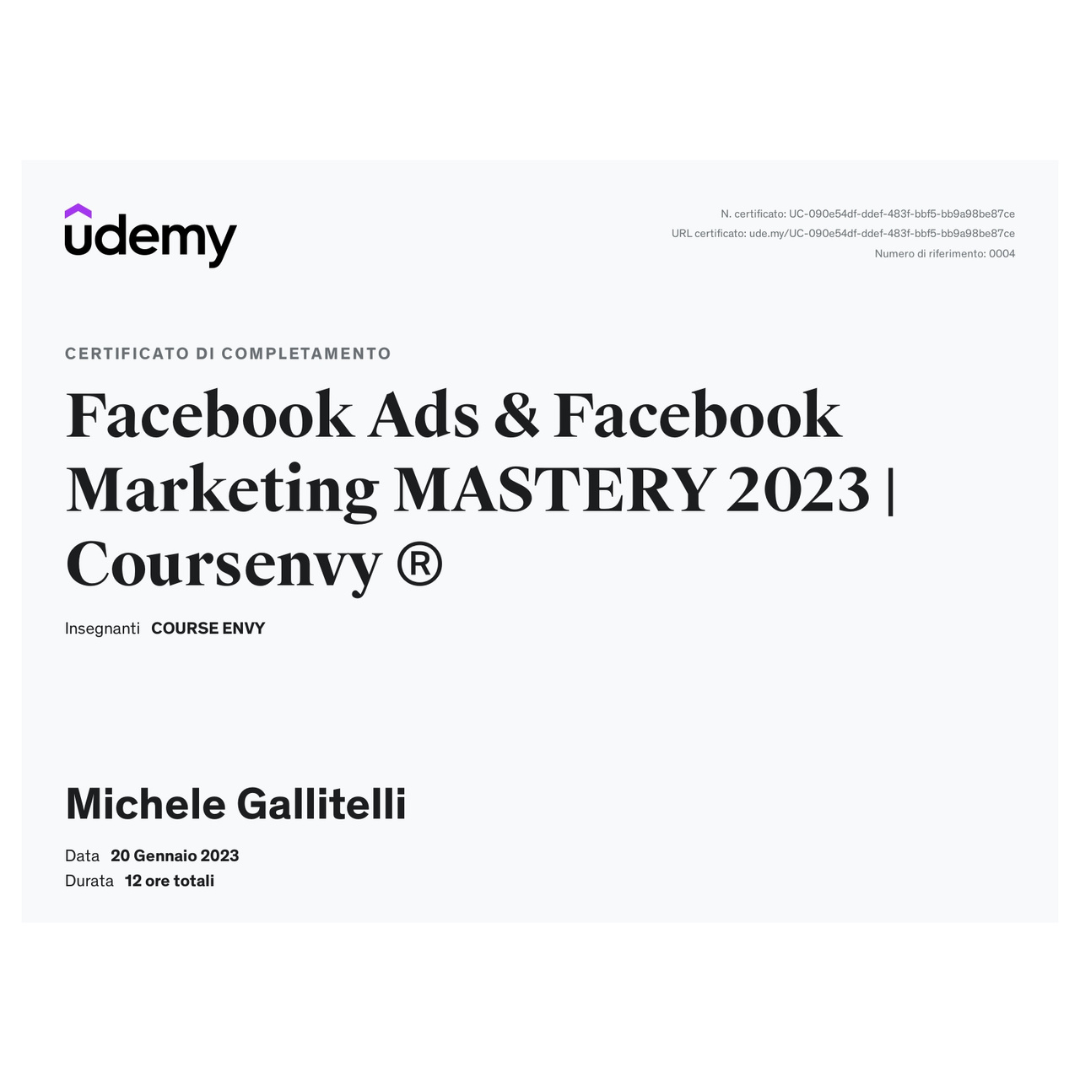 udemy
N. certificato: UC-090e54df-ddef-483f-bbf5-bb9a98be87ce
URL certificato: ude.my/UC-090e54df-ddef-483f-bbf5-bb9a98be87ce
Numero di riferimento: 0004
CERTIFICATO DI COMPLETAMENTO
Facebook Ads & Facebook
Marketing MASTERY 2023 |
Coursenvy ®
Insegnanti COURSE ENVY
Michele Gallitelli
Data 20 Gennaio 2023
Durata 12 ore totali